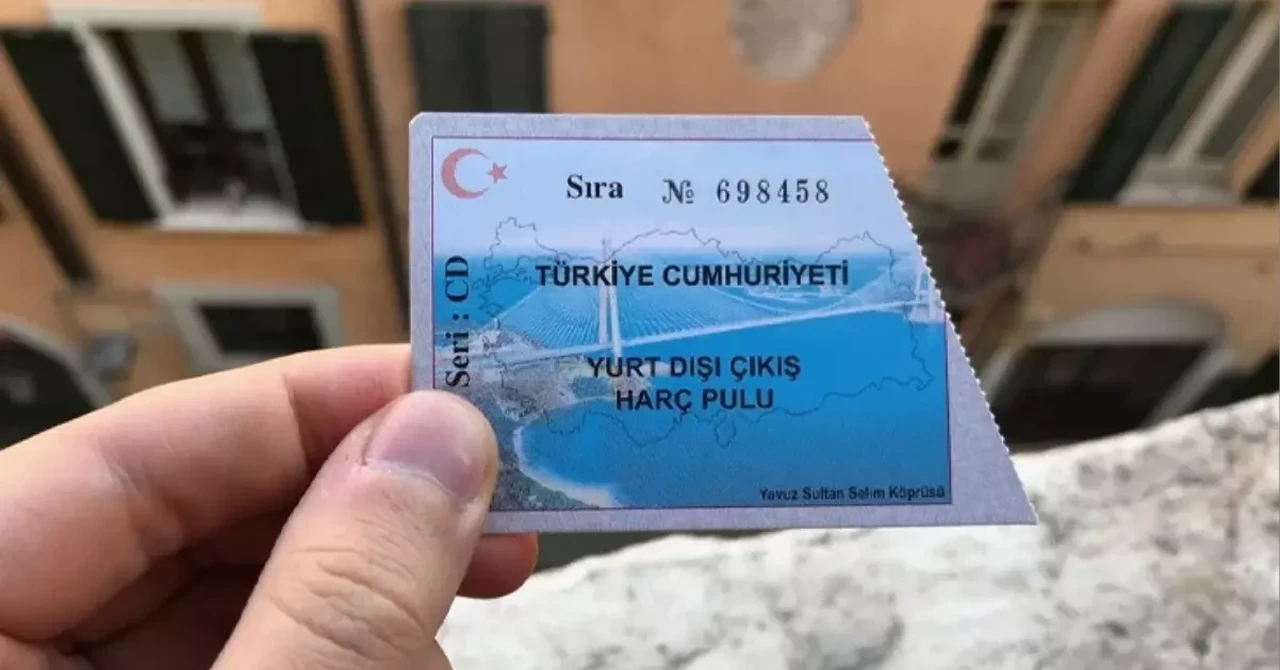 Sıra № 698458
Seri : CD
TÜRKİYE CUMHURİYETİ
YURT DIŞI ÇIKIŞ
HARÇ PULU
Yavuz Sultan Selim Köprüsü